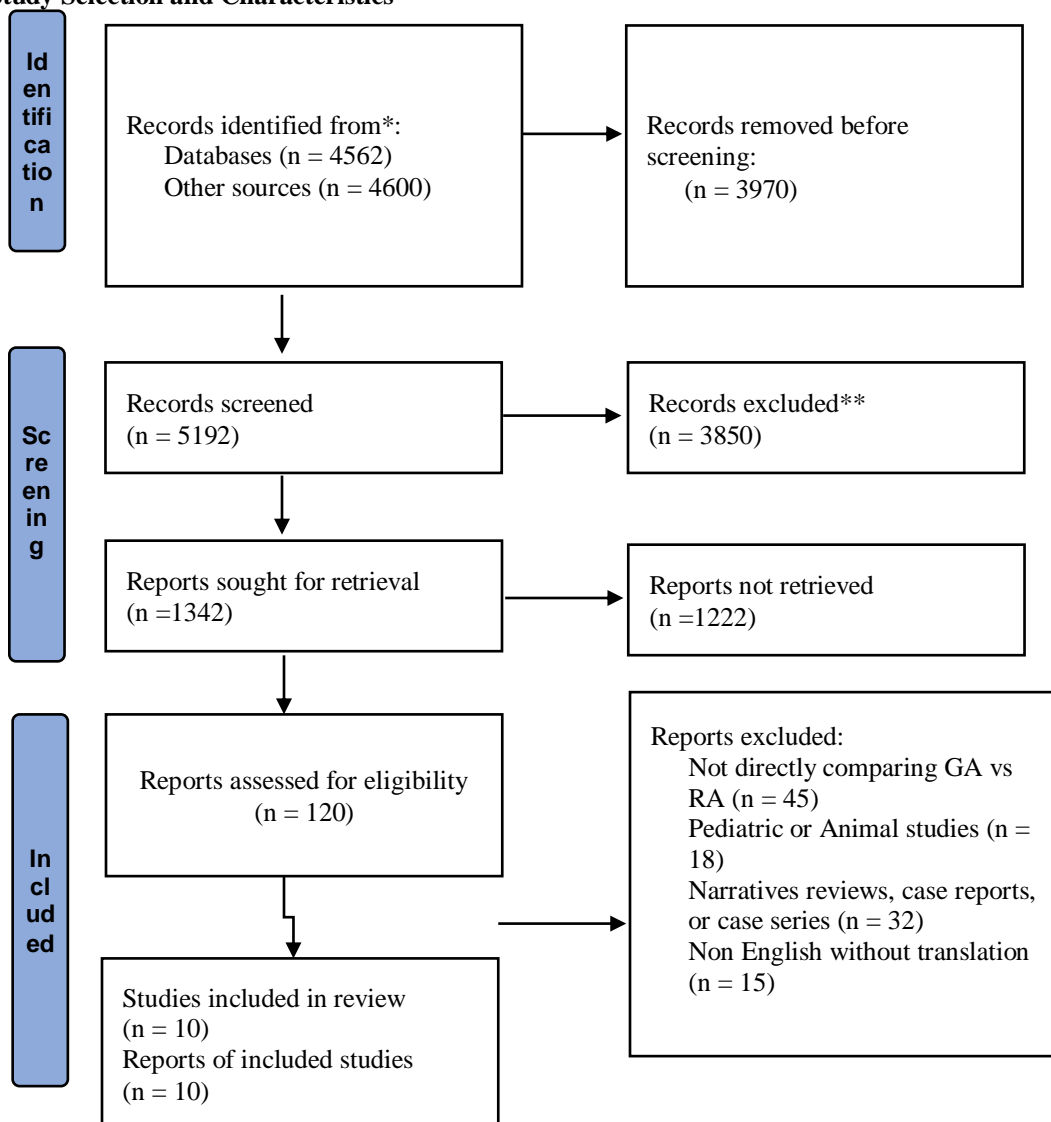 Study Selection and Characteristics
Id
en
tifi
ca
tio
n
Records identified from*:
Databases (n = 4562)
Other sources (n = 4600)
Records removed before
screening:
(n = 3970)
Sc
re
en
in
g
Records screened
(n = 5192)
Records excluded**
(n = 3850)
Reports sought for retrieval
(n =1342)
Reports not retrieved
(n =1222)
In
cl
ud
ed
Reports assessed for eligibility
(n = 120)
Reports excluded:
Not directly comparing GA vs
RA (n = 45)
Pediatric or Animal studies (n =
18)
Narratives reviews, case reports,
or case series (n = 32)
Non English without translation
(n = 15)
Studies included in review
(n = 10)
Reports of included studies
(n = 10)